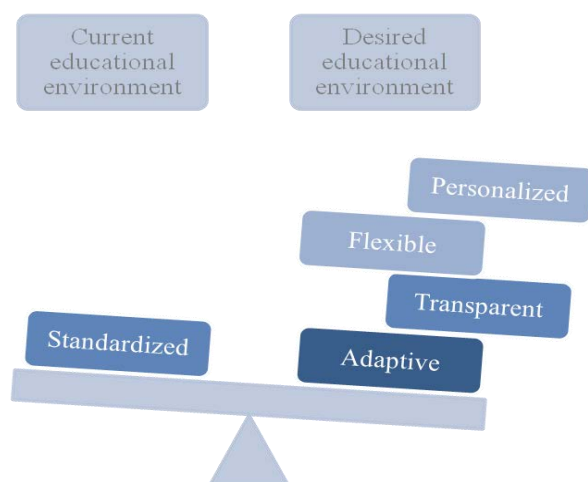 Current
educational
environment
Desired
educational
environment
Personalized
Flexible
Transparent
Standardized
Adaptive